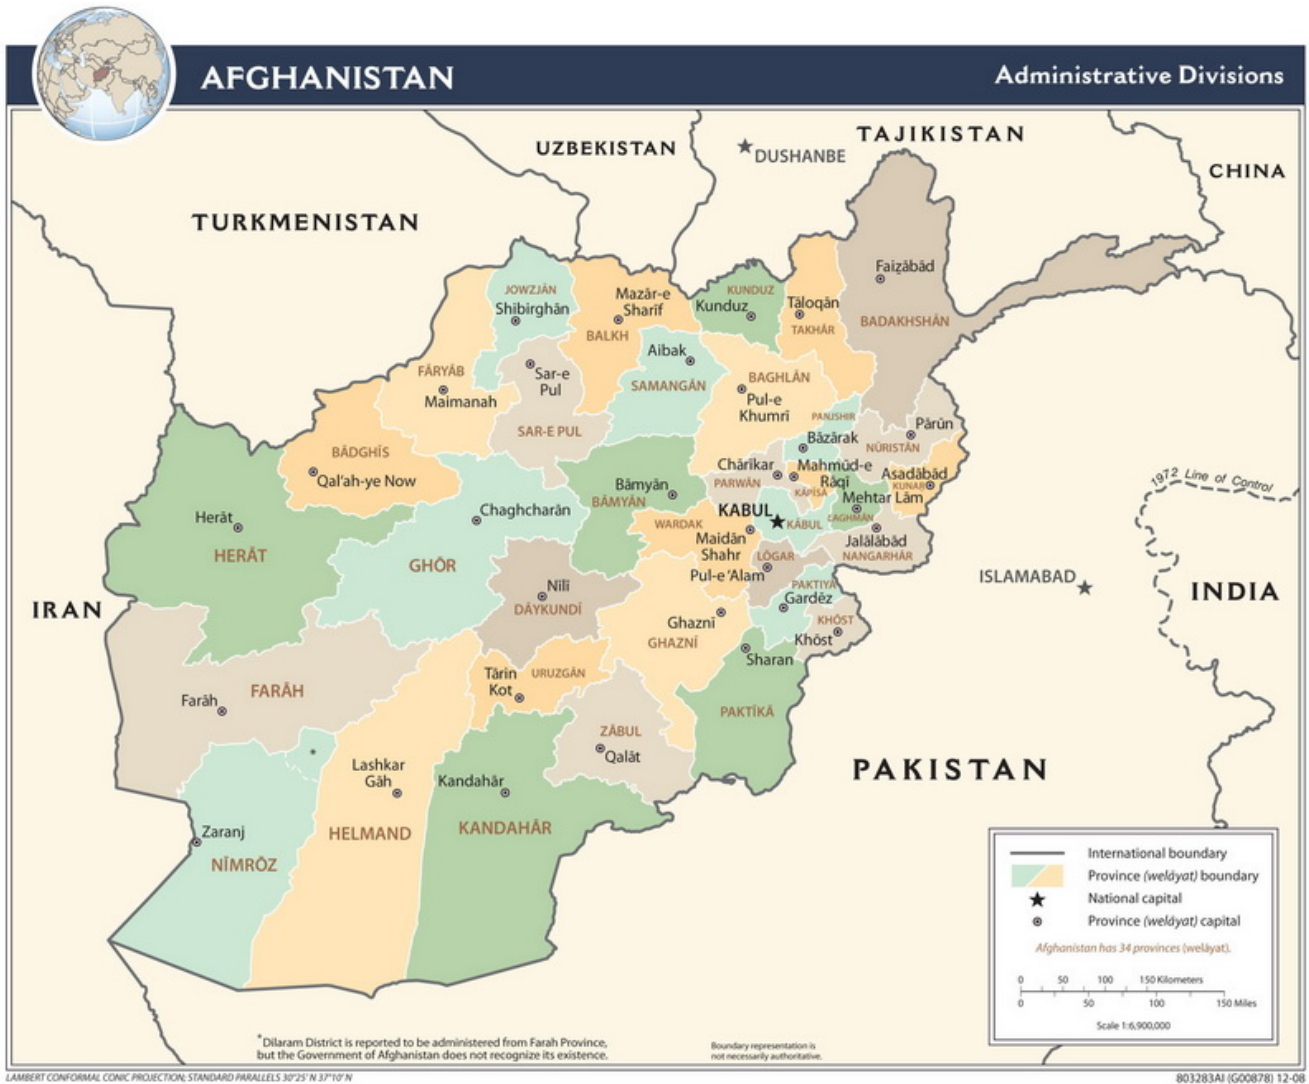 AFGHANISTAN
Administrative Divisions
UZBEKISTAN
TAJIKISTAN
DUSHANBE
CHINA
TURKMENISTAN
Faiẓābād
JOWZJĀN
Shibirghān
Mazār-e
Sharīf
BALKH
KUNDUZ
Kunduz
Tāloqān
TAKHĀR
BADAKHSHĀN
Aibak
SAMANGĀN
FĀRYĀB
Maimanah
Sar-e
Pul
SAR-E PUL
BAGHLĀN
Pul-e
Khumrī
PANJSHIR
Bāzārak
Pārūn
NŪRISTĀN
BĀDGHĪS
Qal'ah-ye Now
Chārīkar
PARWĀN
Mahmūd-e
Rāqī
KĀPĪSĀ
Asadābād
KUNAR
Mehtar Lām
LAGHMĀN
1972 Line of Control
Bāmyān
BĀMYĀN
Chaghcharān
Herāt
HERĀT
GHŌR
KABUL
KĀBUL
WARDAK
Maidān
Shahr
Jalālābād
NANGARHĀR
LŌGAR
Pul-e ‘Alam
PAKTIYĀ
Gardēz
ISLAMABAD
INDIA
IRAN
Nīlī
DĀYKUNDĪ
Ghaznī
GHAZNĪ
KHŌST
Khōst
Sharan
Tārīn
Kot
URUZGĀN
FARĀH
Farāh
PAKTĪKĀ
ZĀBUL
Qalāt
*
Lashkar
Gāh
Kandahār
PAKISTAN
HELMAND
KANDAHĀR
Zaranj
NĪMRŌZ
International boundary
Province (welāyat) boundary
National capital
Province (welāyat) capital
Afghanistan has 34 provinces (welāyat).
0 50 100 150 Kilometers
0 50 100 150 Miles
Scale 1:6,900,000
*Dilaram District is reported to be administered from Farah Province,
but the Government of Afghanistan does not recognize its existence.
Boundary representation is
not necessarily authoritative.
LAMBERT CONFORMAL CONIC PROJECTION; STANDARD PARALLELS 30°25' N 37°10' N
803283AI (G00878) 12-08